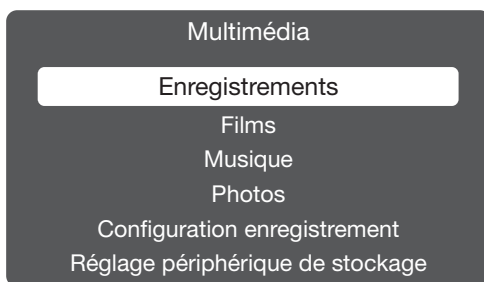 Multimédia
Enregistrements
Films
Musique
Photos
Configuration enregistrement
Réglage périphérique de stockage